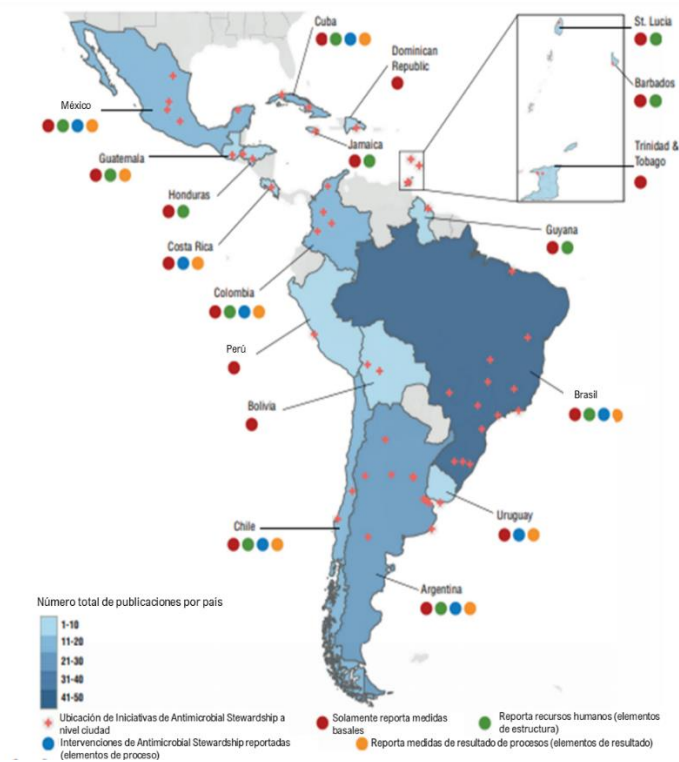 Cuba
St. Lucia
Dominican
Republic
Barbados
México
Jamaica
Trinidad &
Tobago
Guatemala
Honduras
Guyana
Costa Rica
Colombia
Perú
Brasil
Bolivia
Uruguay
Chile
Argentina
Número total de publicaciones por país
1-10
11-20
21-30
31-40
41-50
Ubicación de Iniciativas de Antimicrobial Stewardship a
nivel ciudad
Solamente reporta medidas
basales
Reporta recursos humanos (elementos
de estructura)
Intervenciones de Antimicrobial Stewardship reportadas
(elementos de proceso)
Reporta medidas de resultado de procesos (elementos de resultado)